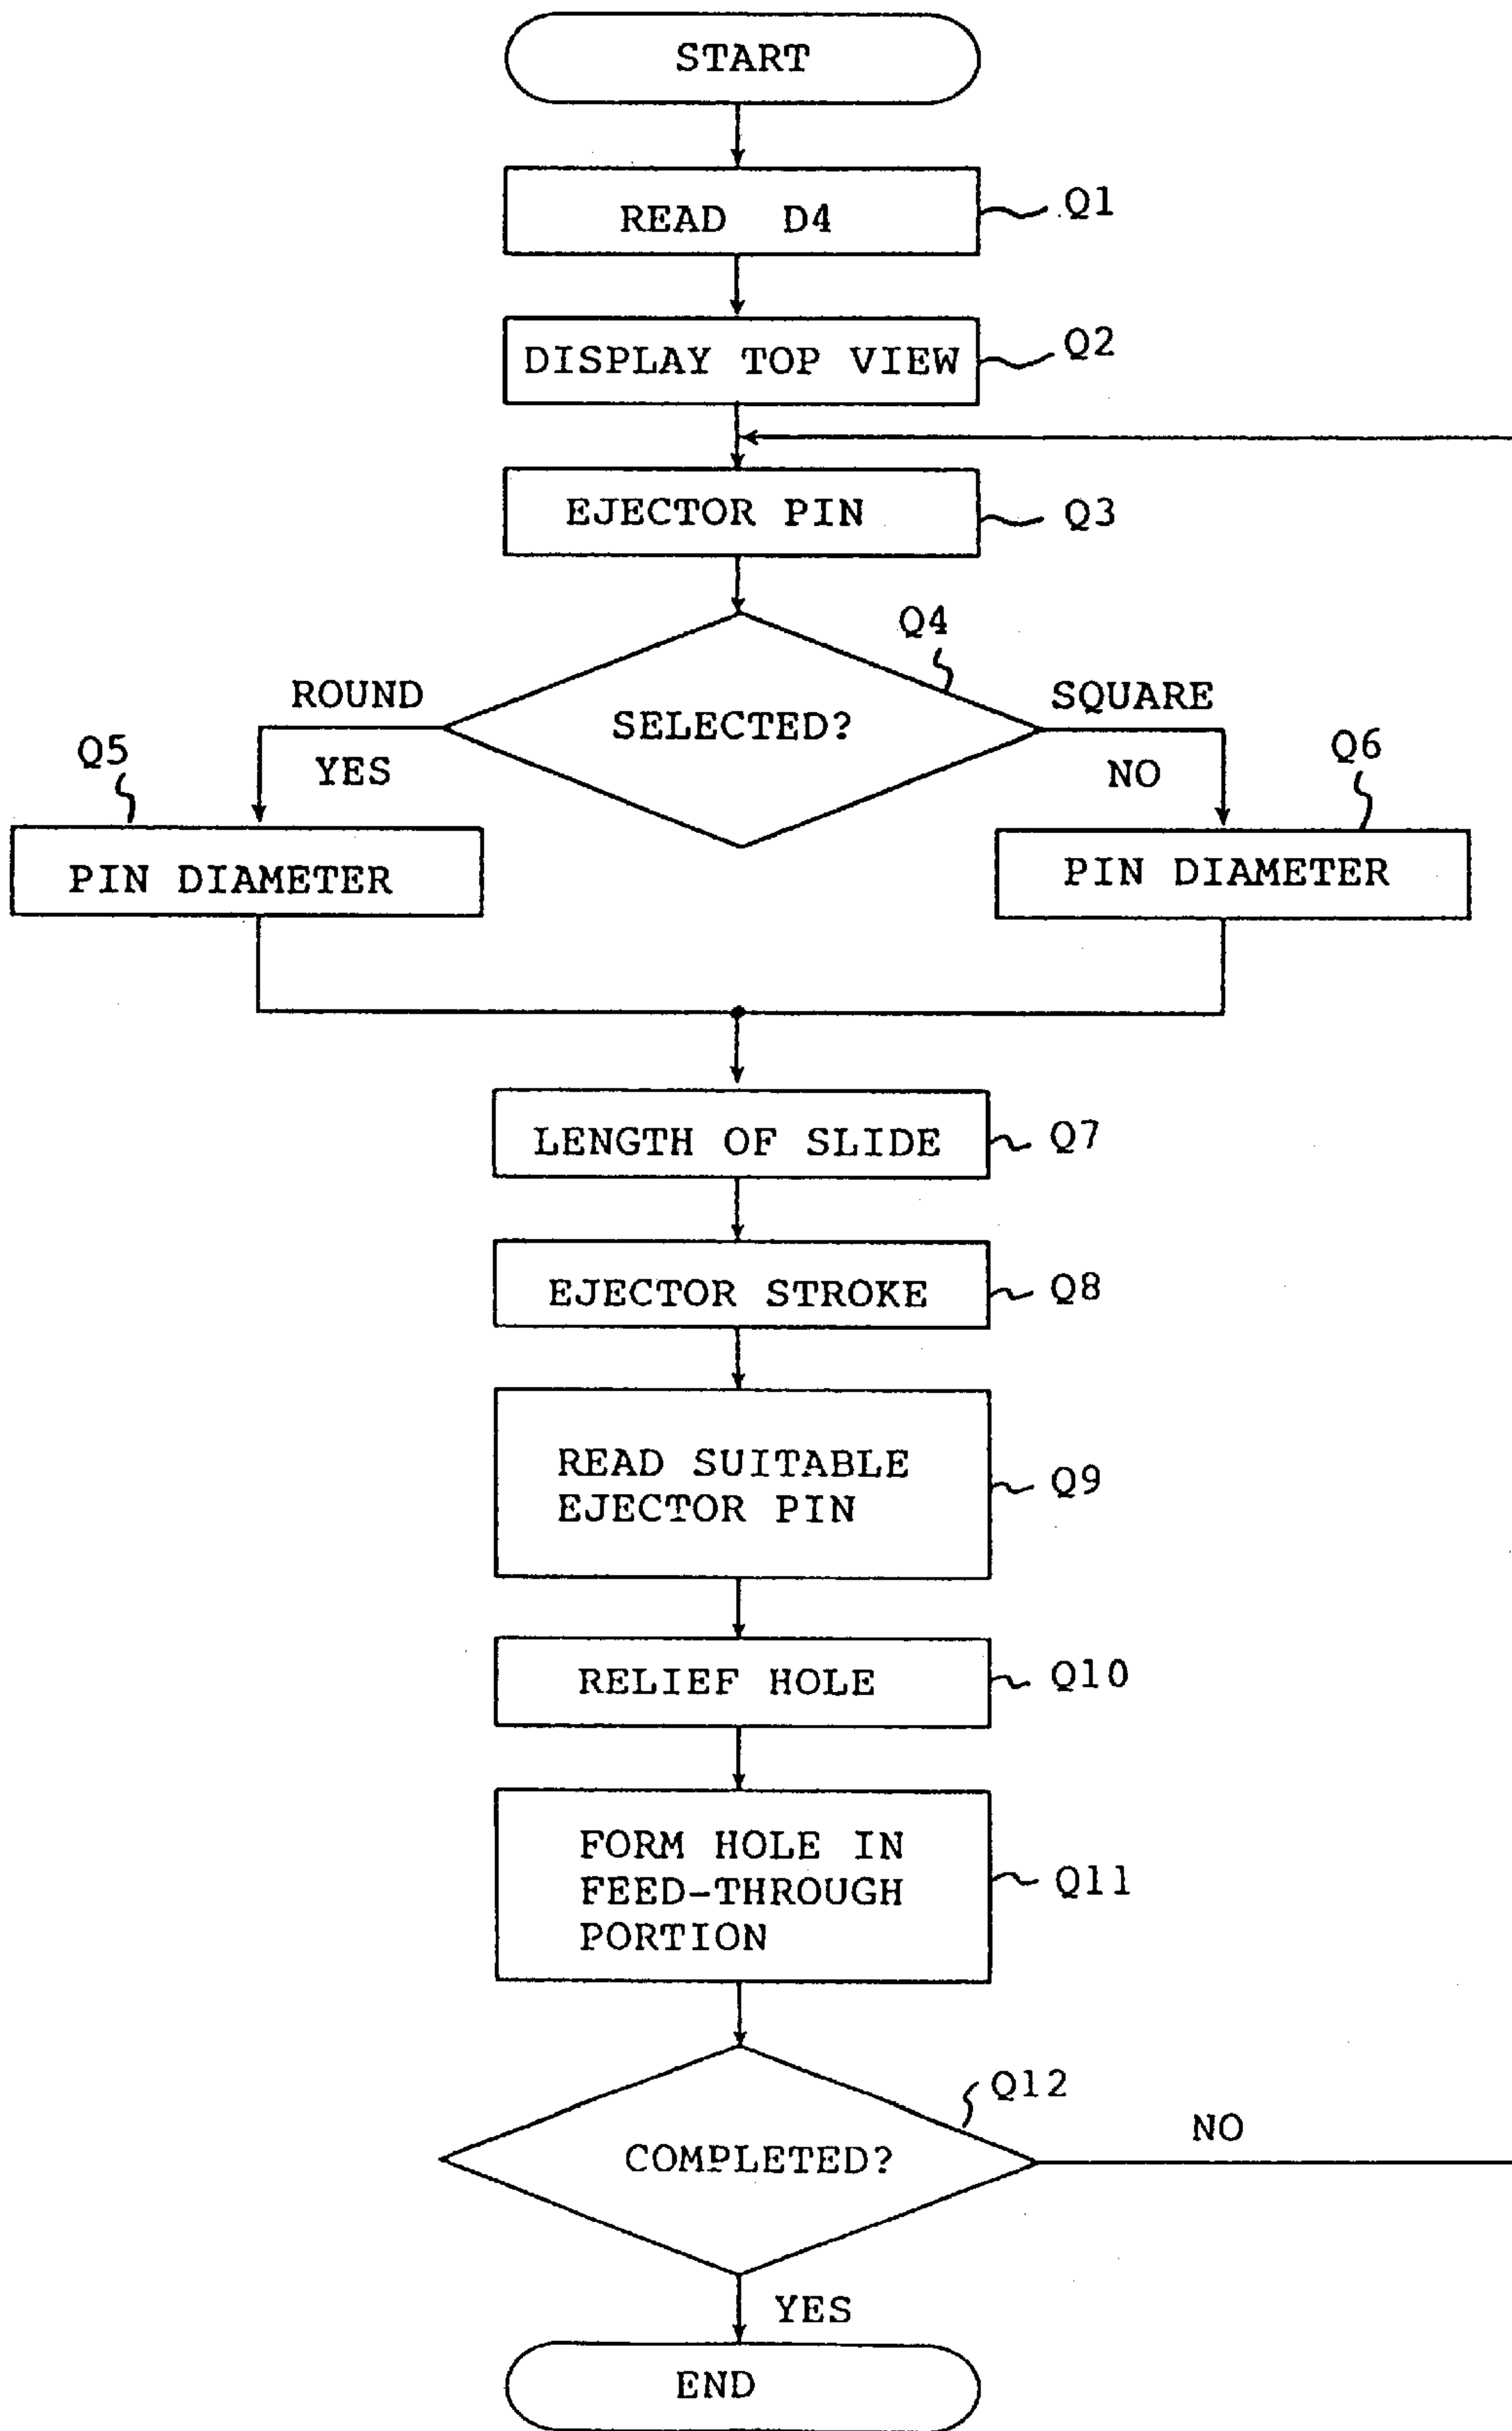 START
READ D4
Q1
DISPLAY TOP VIEW
Q2
EJECTOR PIN
Q3
Q4
SELECTED?
ROUND
YES
SQUARE
NO
Q5
PIN DIAMETER
Q6
PIN DIAMETER
LENGTH OF SLIDE
Q7
EJECTOR STROKE
Q8
READ SUITABLE
EJECTOR PIN
Q9
RELIEF HOLE
Q10
FORM HOLE IN
FEED-THROUGH
PORTION
Q11
Q12
COMPLETED?
NO
YES
END